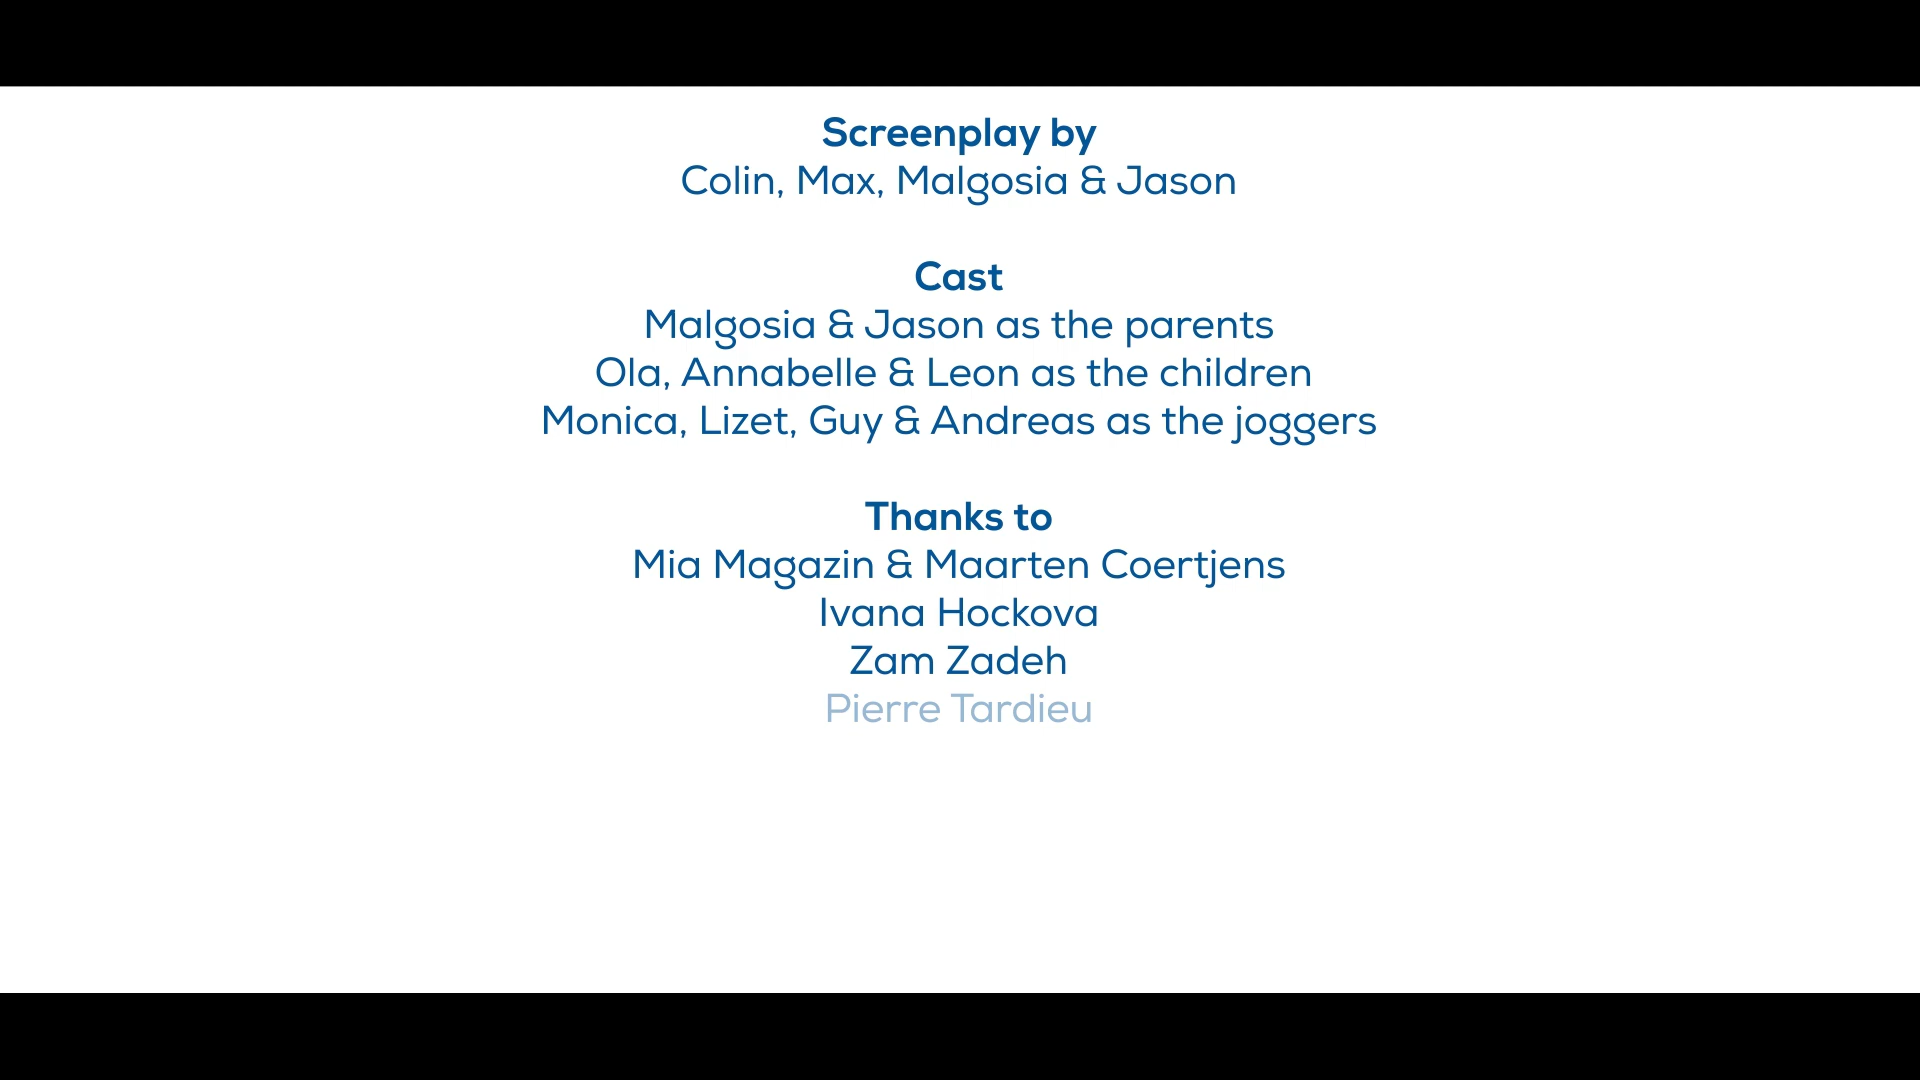 Screenplay by
Colin, Max, Malgosia & Jason
Cast
Malgosia & Jason as the parents
Ola, Annabelle & Leon as the children
Monica, Lizet, Guy & Andreas as the joggers
Thanks to
Mia Magazin & Maarten Coertjens
Ivana Hockova
Zam Zadeh
Pierre Tardieu